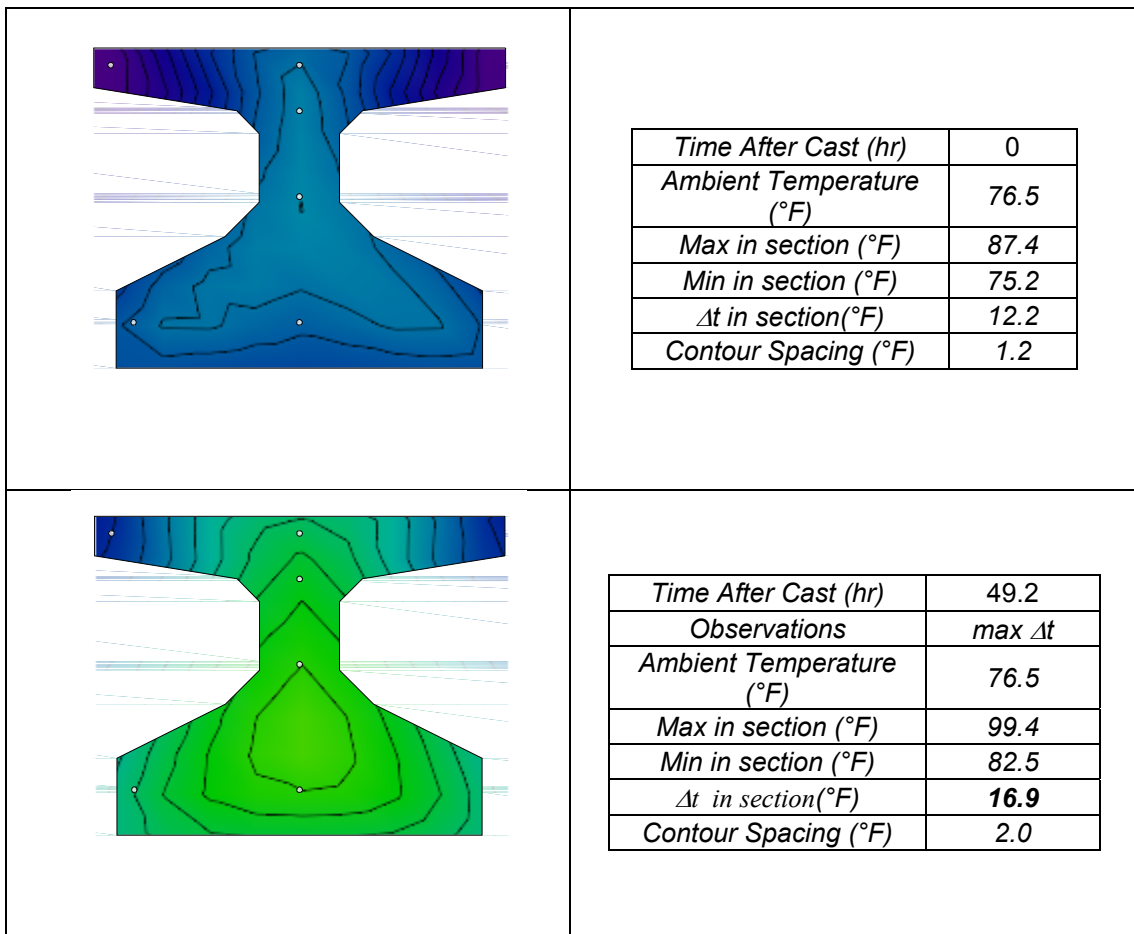 Time After Cast (hr) 0
Ambient Temperature
(°F) 76.5
Max in section (°F) 87.4
Min in section (°F) 75.2
Δt in section(°F) 12.2
Contour Spacing (°F) 1.2
Time After Cast (hr) 49.2
Observations max Δt
Ambient Temperature
(°F) 76.5
Max in section (°F) 99.4
Min in section (°F) 82.5
Δt in section(°F) 16.9
Contour Spacing (°F) 2.0